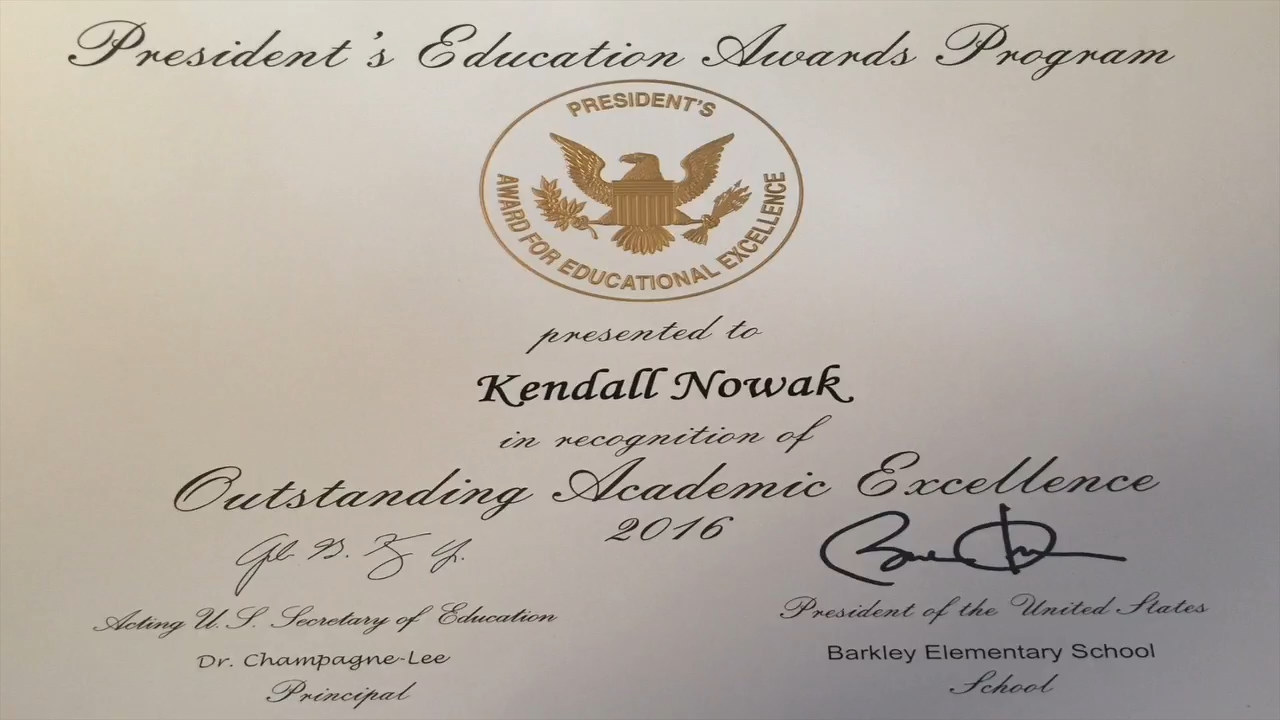 President's Education Awards Program
PRESIDENT'S
AWARD FOR EDUCATIONAL EXCELLENCE
presented to
Kendall Nowak
in recognition of
Outstanding Academic Excellence
2016
Acting U.S. Secretary of Education
President of the United States
Dr. Champagne-Lee
Barkley Elementary School
Principal
School